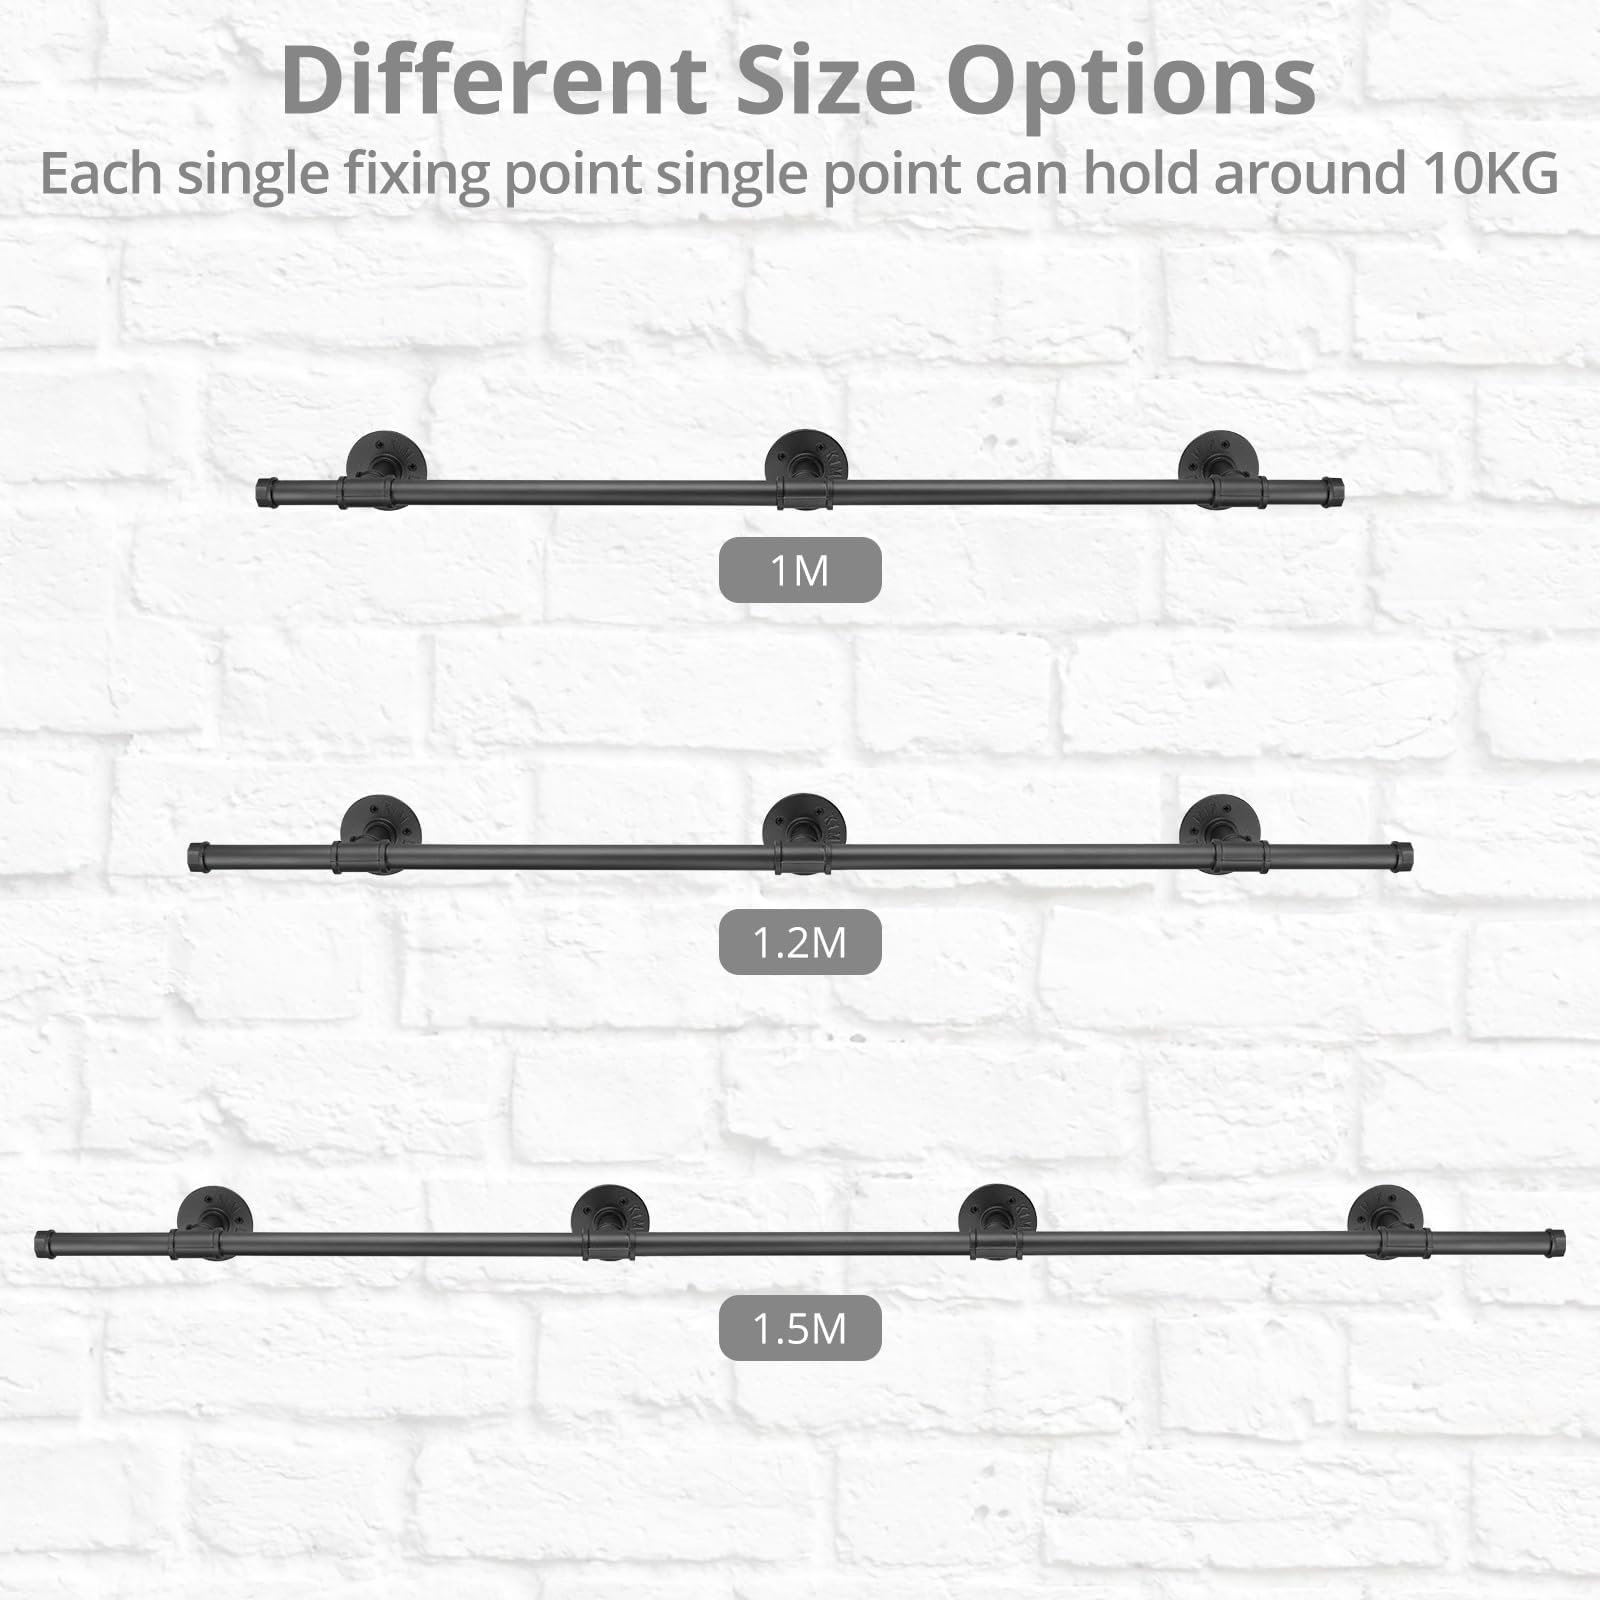 Different Size Options
Each single fixing point single point can hold around 10KG
1M
1.2M
1.5M